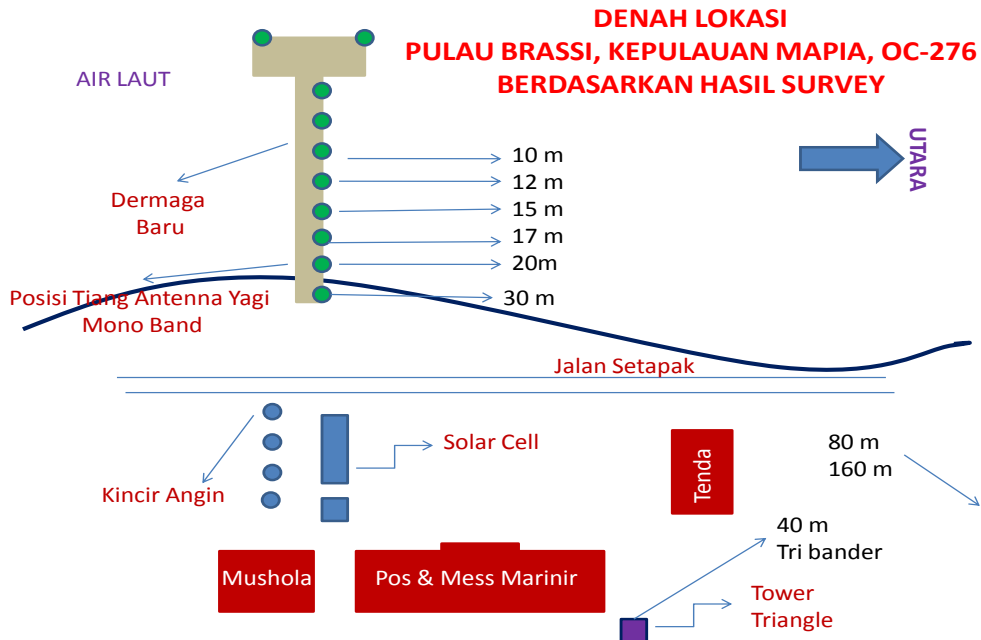 DENAH LOKASI
PULAU BRASSI, KEPULAUAN MAPIA, OC-276
BERDASARKAN HASIL SURVEY
AIR LAUT
UTARA
10 m
12 m
15 m
17 m
20m
30 m
Dermaga
Baru
Posisi Tiang Antenna Yagi
Mono Band
Jalan Setapak
Solar Cell
Kincir Angin
Tenda
80 m
160 m
40 m
Tri bander
Mushola
Pos & Mess Marinir
Tower
Triangle